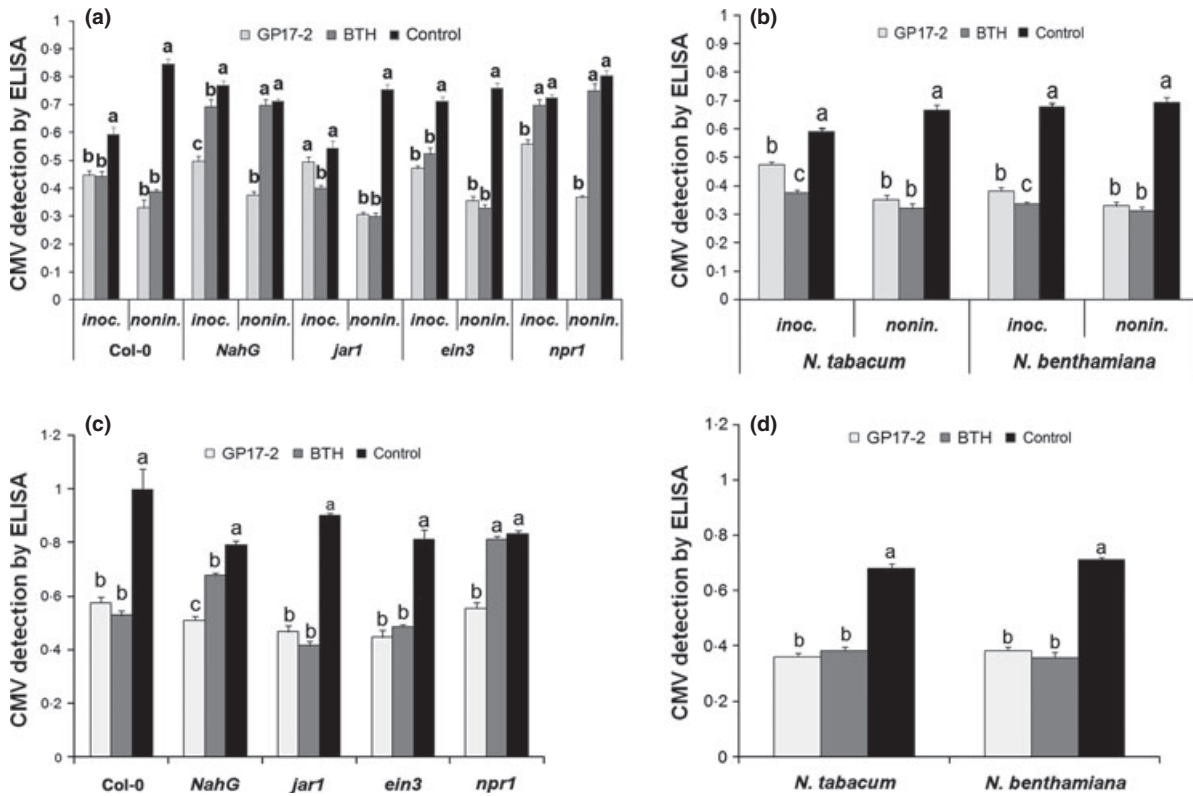 (a)
GP17-2 BTH Control
CMV detection by ELISA
1
0·9
0·8
0·7
0·6
0·5
0·4
0·3
0·2
0·1
0
b b a b b a c b a b a a a b a b b a b b a b b a b a a b a a
inoc. nonin. inoc. nonin. inoc. nonin. inoc. nonin. inoc. nonin.
Col-0 NahG jar1 ein3 npr1
(b)
GP17-2 BTH Control
CMV detection by ELISA
1
0·9
0·8
0·7
0·6
0·5
0·4
0·3
0·2
0·1
0
b c a b b a b c a b b a
inoc. nonin. inoc. nonin.
N. tabacum N. benthamiana
(c)
GP17-2 BTH Control
CMV detection by ELISA
1·2
1
0·8
0·6
0·4
0·2
0
b b a c b a b b a b b a b a a
Col-0 NahG jar1 ein3 npr1
(d)
GP17-2 BTH Control
CMV detection by ELISA
1·2
1
0·8
0·6
0·4
0·2
0
b b a b b a
N. tabacum N. benthamiana